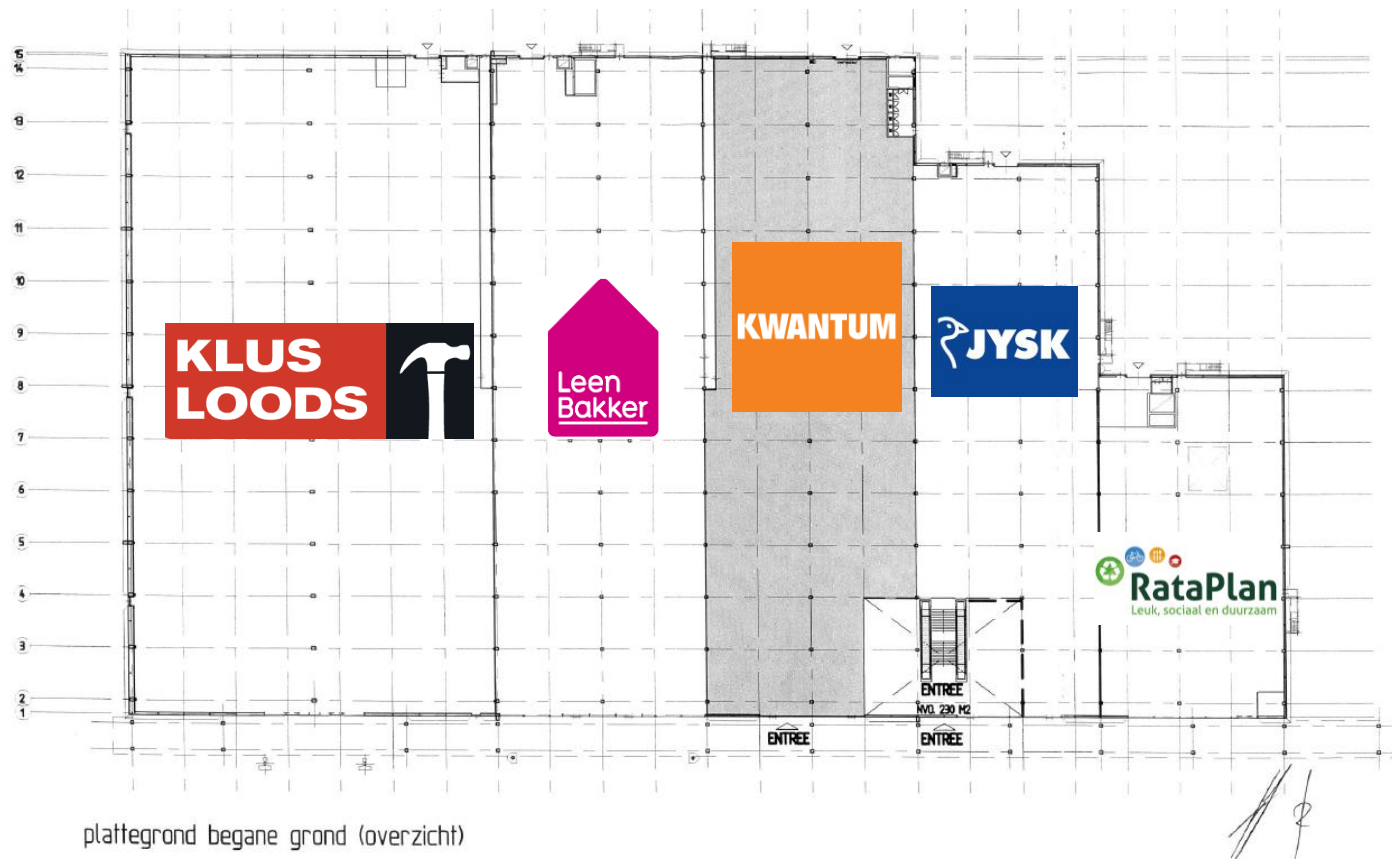 15
14
13
12
11
10
9
8
7
6
5
4
3
2
1
KLUS
LOODS
Leen
Bakker
KWANTUM
JYSK
RataPlan
Leuk, sociaal en duurzaam
ENTREE
NVO. 230 M2
ENTREE
ENTREE
plattegrond begane grond (overzicht)